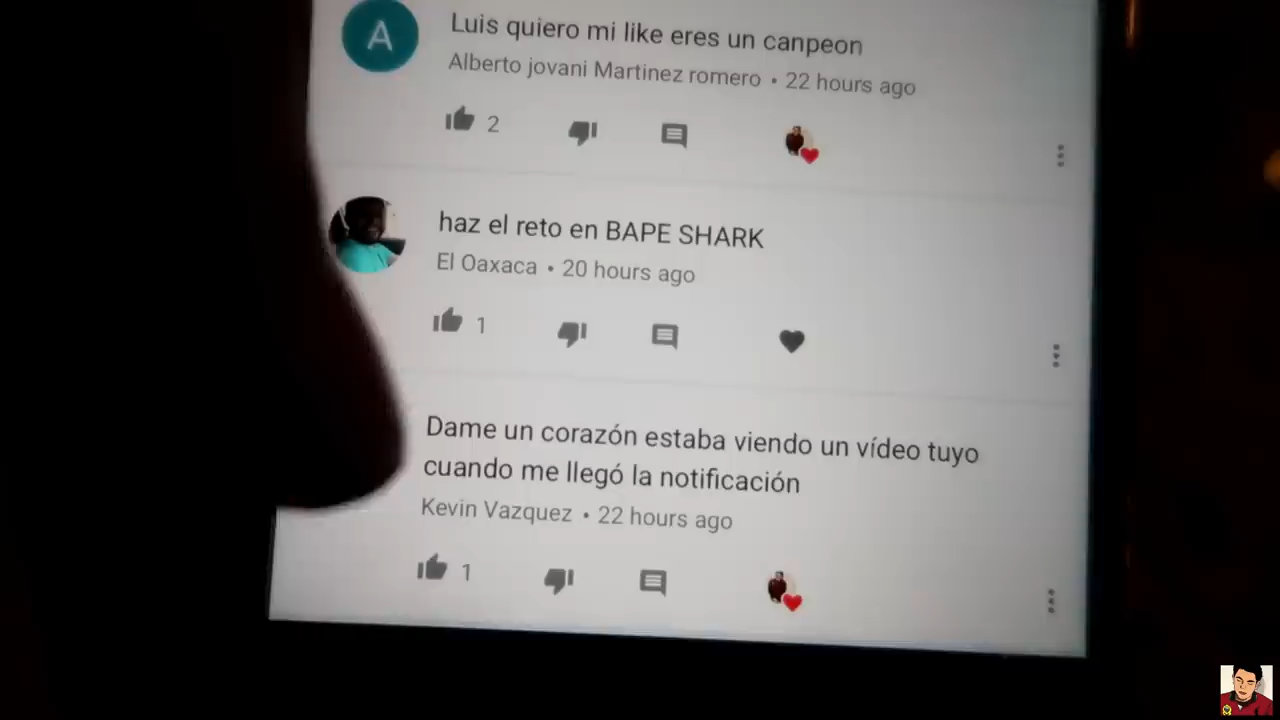 A
Luis quiero mi like eres un canpeon
Alberto jovani Martinez romero • 22 hours ago
2
haz el reto en BAPE SHARK
El Oaxaca • 20 hours ago
1
Dame un corazón estaba viendo un vídeo tuyo
cuando me llegó la notificación
Kevin Vazquez • 22 hours ago
1